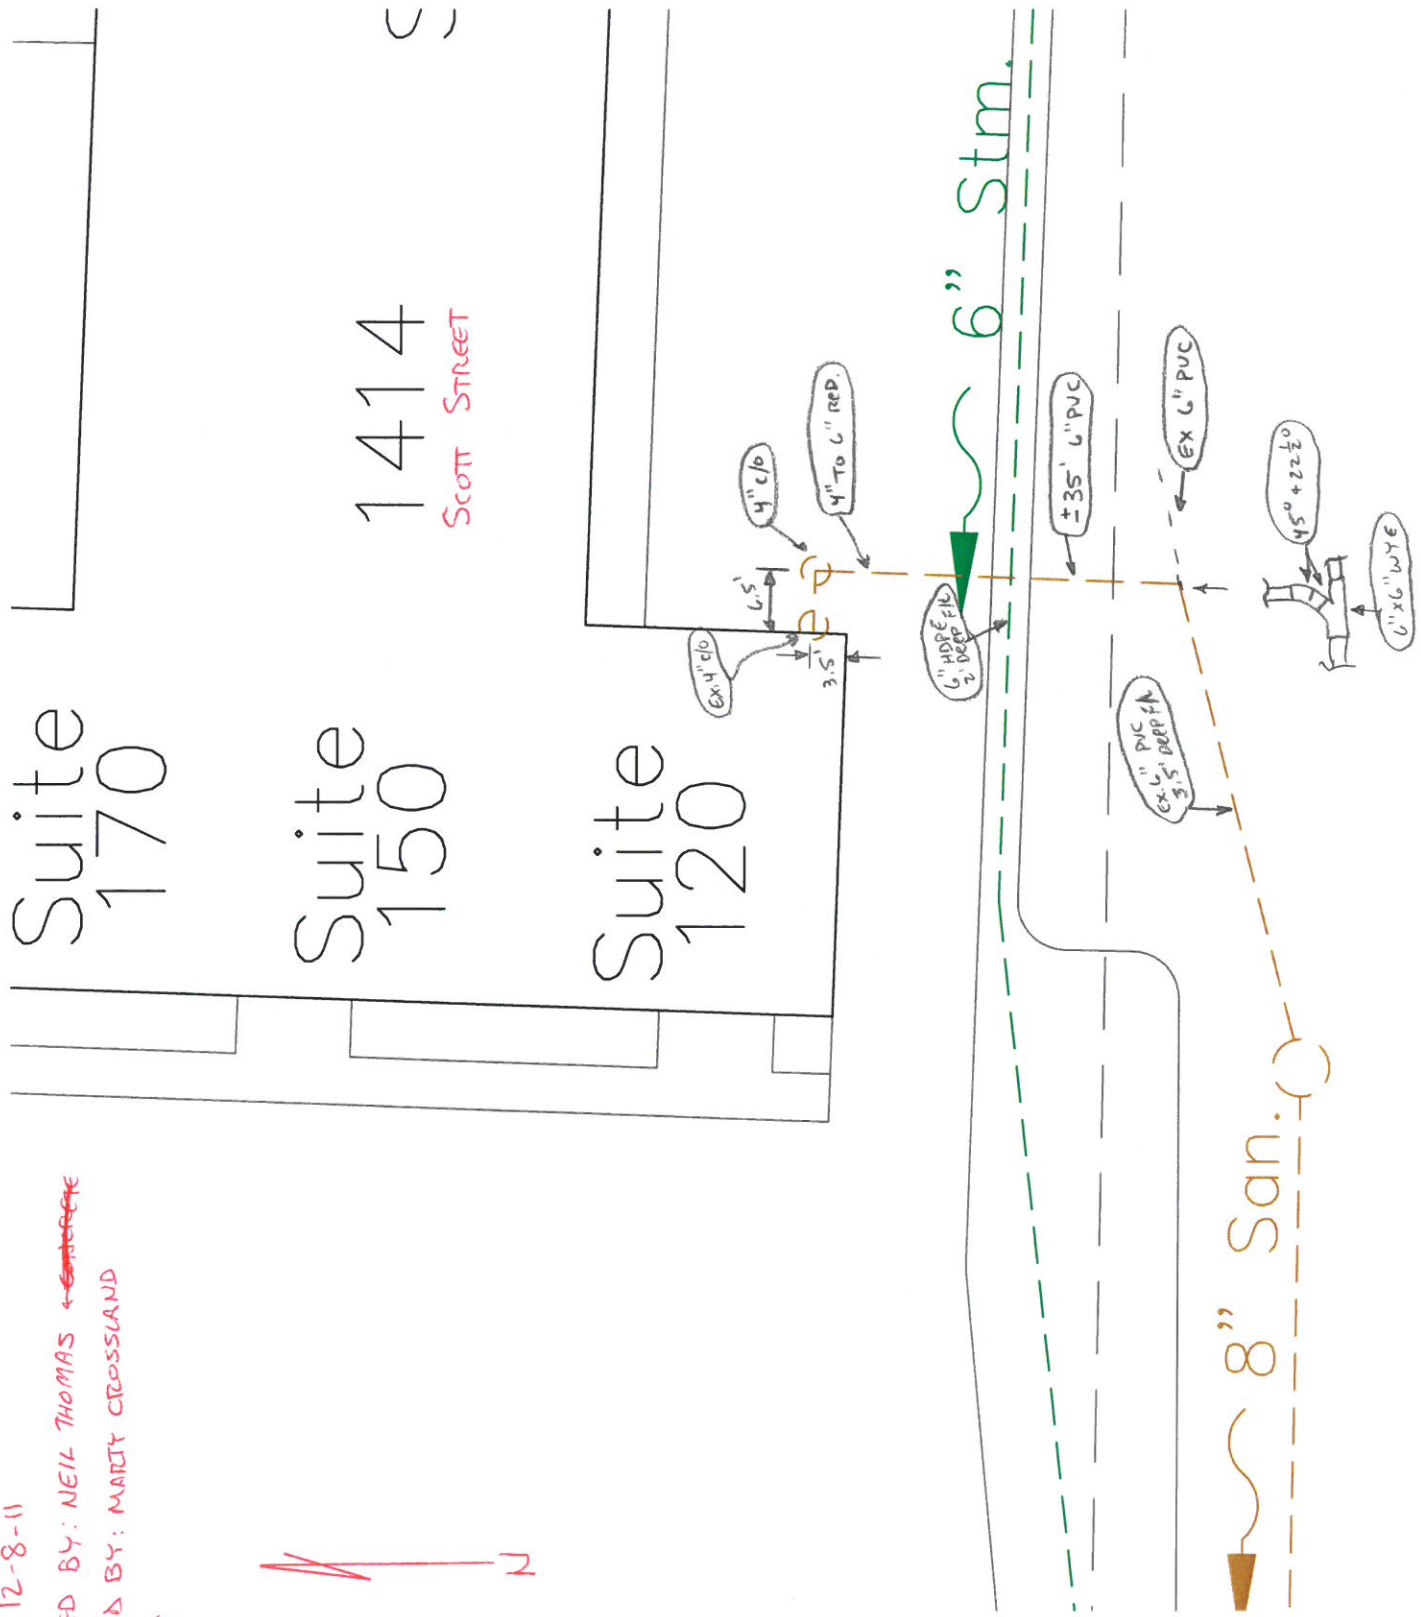 12-8-11
D BY: NEIL THOMAS
D BY: MARTY CROSSLAND
N
Suite
170
Suite
150
Suite
120
1414
SCOTT STREET
S
EX. 4" C/O
6.5'
3.5'
4" C/O
4" TO 6" RED.
6" Stm.
6" HDPE
2' DEEP F/L
±35' 6" PVC
EX 6" PVC
EX. 6" PVC
3.5' DEEP F/L
45° + 22½°
6"X6" WYE
8" San.